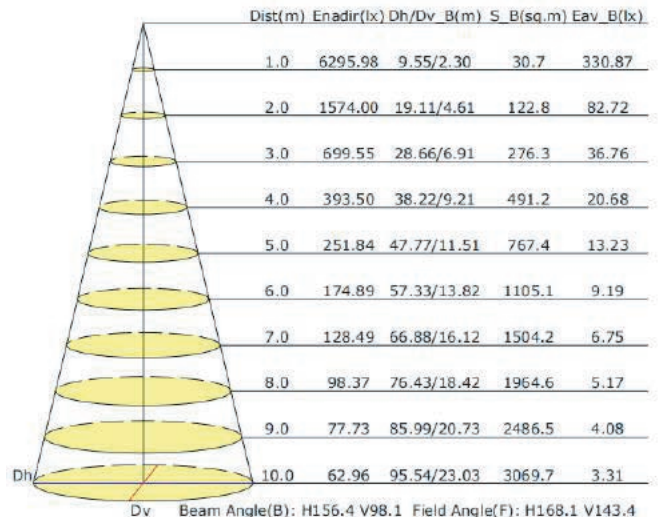 Dist(m) Enadir(lx) Dh/Dv_B(m) S_B(sq.m) Eav_B(lx)
1.0 6295.98 9.55/2.30 30.7 330.87
2.0 1574.00 19.11/4.61 122.8 82.72
3.0 699.55 28.66/6.91 276.3 36.76
4.0 393.50 38.22/9.21 491.2 20.68
5.0 251.84 47.77/11.51 767.4 13.23
6.0 174.89 57.33/13.82 1105.1 9.19
7.0 128.49 66.88/16.12 1504.2 6.75
8.0 98.37 76.43/18.42 1964.6 5.17
9.0 77.73 85.99/20.73 2486.5 4.08
Dh 10.0 62.96 95.54/23.03 3069.7 3.31
Dv Beam Angle(B): H156.4 V98.1 Field Angle(F): H168.1 V143.4